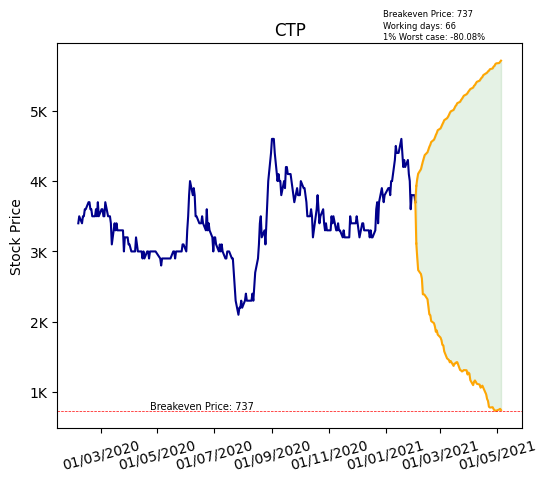 Breakeven Price: 737
Working days: 66
1% Worst case: -80.08%
CTP
Stock Price
5K
4K
3K
2K
1K
Breakeven Price: 737
01/03/2020
01/05/2020
01/07/2020
01/09/2020
01/11/2020
01/01/2021
01/03/2021
01/05/2021